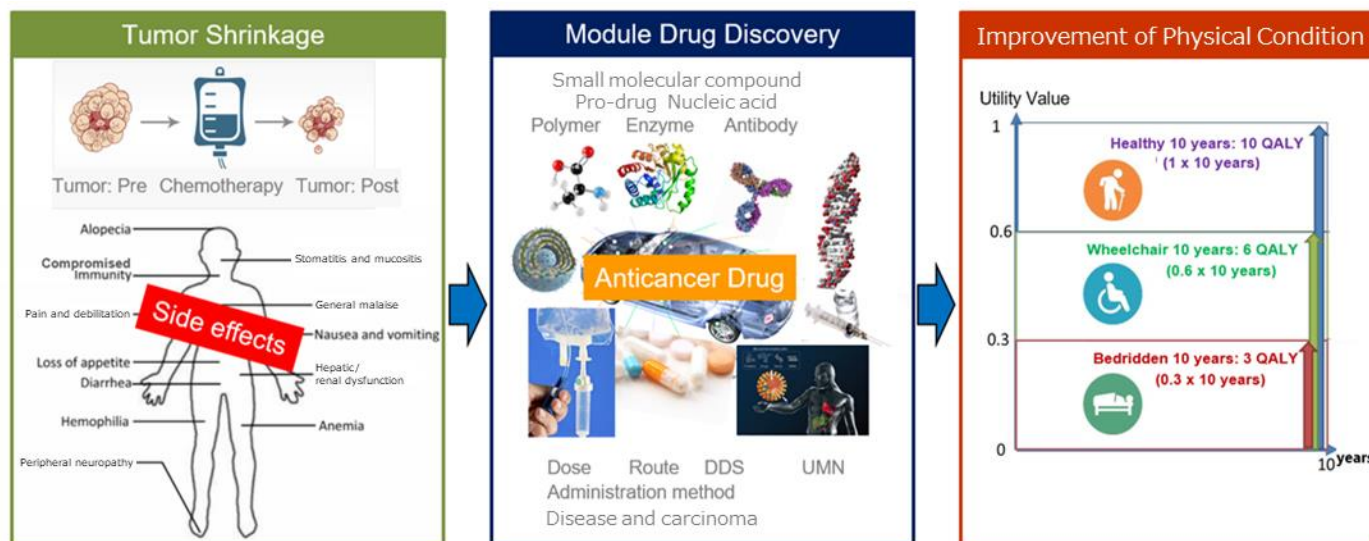 Tumor Shrinkage
Tumor: Pre Chemotherapy Tumor: Post
Alopecia
Stomatitis and mucositis
Compromised
Immunity
General malaise
Pain and debilitation
Side effects
Nausea and vomiting
Loss of appetite
Hepatic/
renal dysfunction
Diarrhea
Hemophilia
Anemia
Peripheral neuropathy
Module Drug Discovery
Small molecular compound
Pro-drug Nucleic acid
Polymer Enzyme Antibody
Anticancer Drug
Dose Route DDS UMN
Administration method
Disease and carcinoma
Improvement of Physical Condition
Utility Value
1
Healthy 10 years: 10 QALY
(1 x 10 years)
0.6
Wheelchair 10 years: 6 QALY
(0.6 x 10 years)
0.3
Bedridden 10 years: 3 QALY
(0.3 x 10 years)
0
10 years